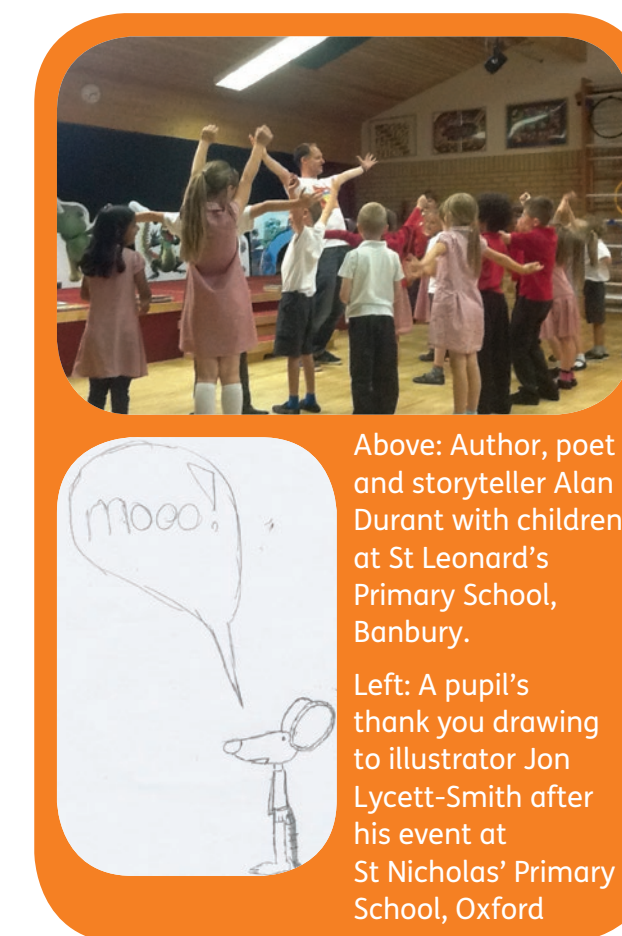 mooo!
Above: Author, poet
and storyteller Alan
Durant with children
at St Leonard's
Primary School,
Banbury.
Left: A pupil's
thank you drawing
to illustrator Jon
Lycett-Smith after
his event at
St Nicholas' Primary
School, Oxford